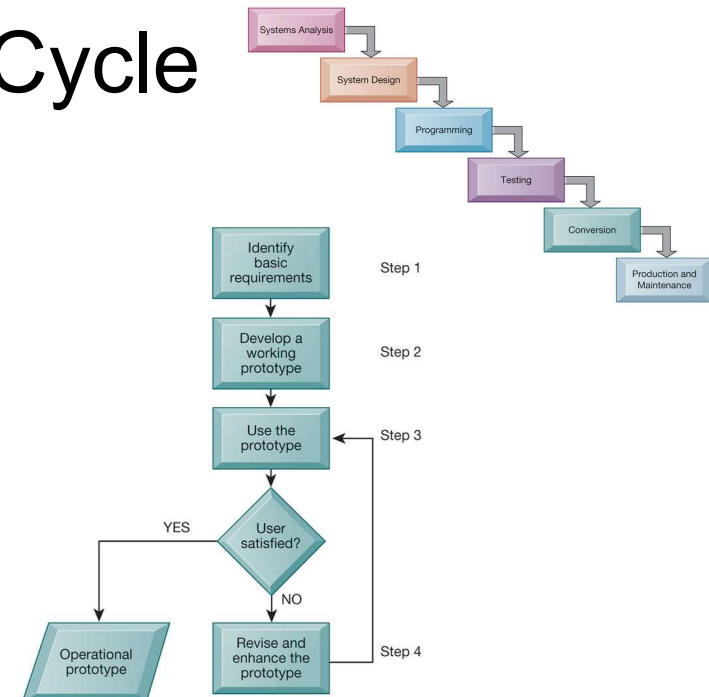 Cycle
Systems Analysis
System Design
Programming
Testing
Conversion
Production and
Maintenance
Identify
basic
requirements
Step 1
Develop a
working
prototype
Step 2
Use the
prototype
Step 3
User
satisfied?
YES
NO
Operational
prototype
Revise and
enhance the
prototype
Step 4